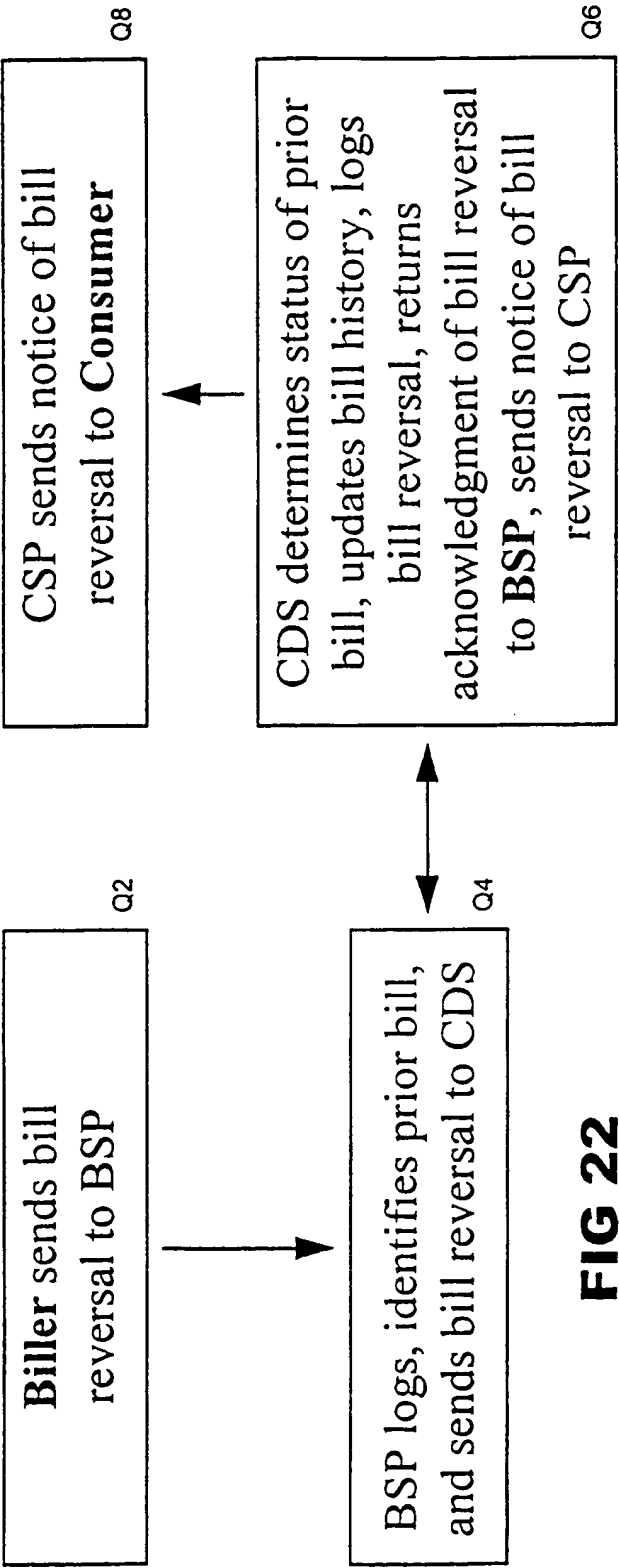 Biller sends bill
reversal to BSP
Q2
BSP logs, identifies prior bill,
and sends bill reversal to CDS
Q4
CDS determines status of prior
bill, updates bill history, logs
bill reversal, returns
acknowledgment of bill reversal
to BSP, sends notice of bill
reversal to CSP
Q6
CSP sends notice of bill
reversal to Consumer
Q8
FIG 22